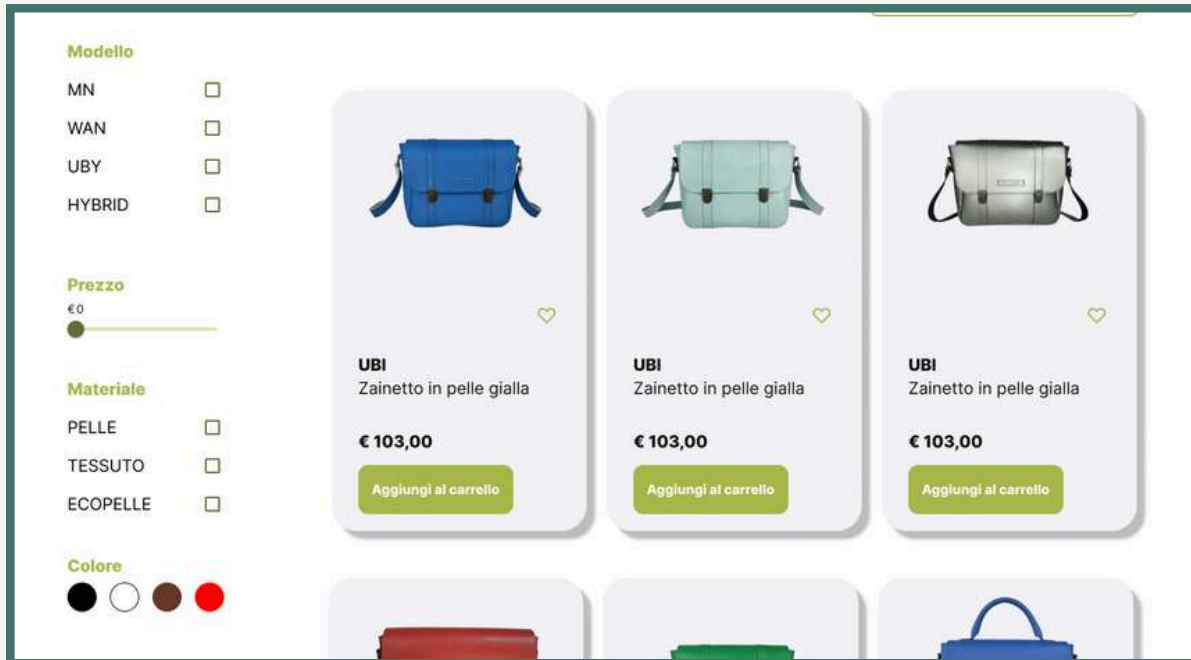 Modello
MN
WAN
UBY
HYBRID
Prezzo
€0
Materiale
PELLE
TESSUTO
ECOPELLE
Colore
UBI
Zainetto in pelle gialla
€ 103,00
Aggiungi al carrello
UBI
Zainetto in pelle gialla
€ 103,00
Aggiungi al carrello
UBI
Zainetto in pelle gialla
€ 103,00
Aggiungi al carrello